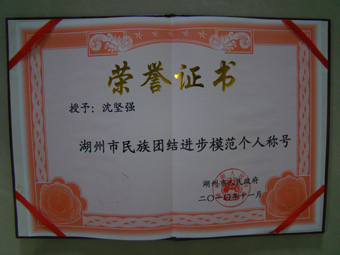 荣誉证书
授予：沈坚强
湖州市民族团结进步模范个人称号
湖州市人民政府
二〇一〇年十一月